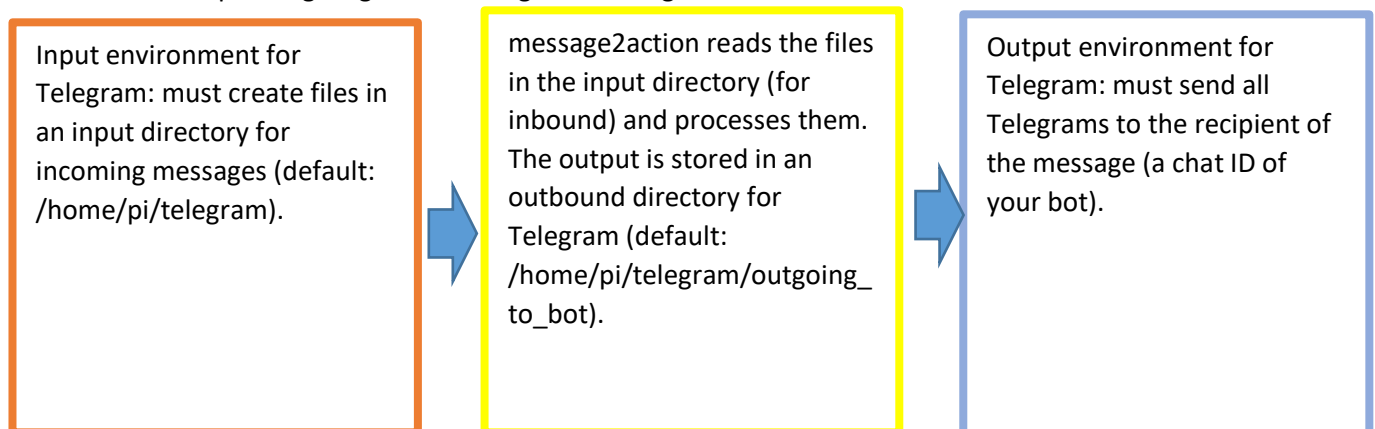 Input environment for
Telegram: must create files in
an input directory for
incoming messages (default:
/home/pi/telegram).
message2action reads the files
in the input directory (for
inbound) and processes them.
The output is stored in an
outbound directory for
Telegram (default:
/home/pi/telegram/outgoing_
to_bot).
Output environment for
Telegram: must send all
Telegrams to the recipient of
the message (a chat ID of
your bot).